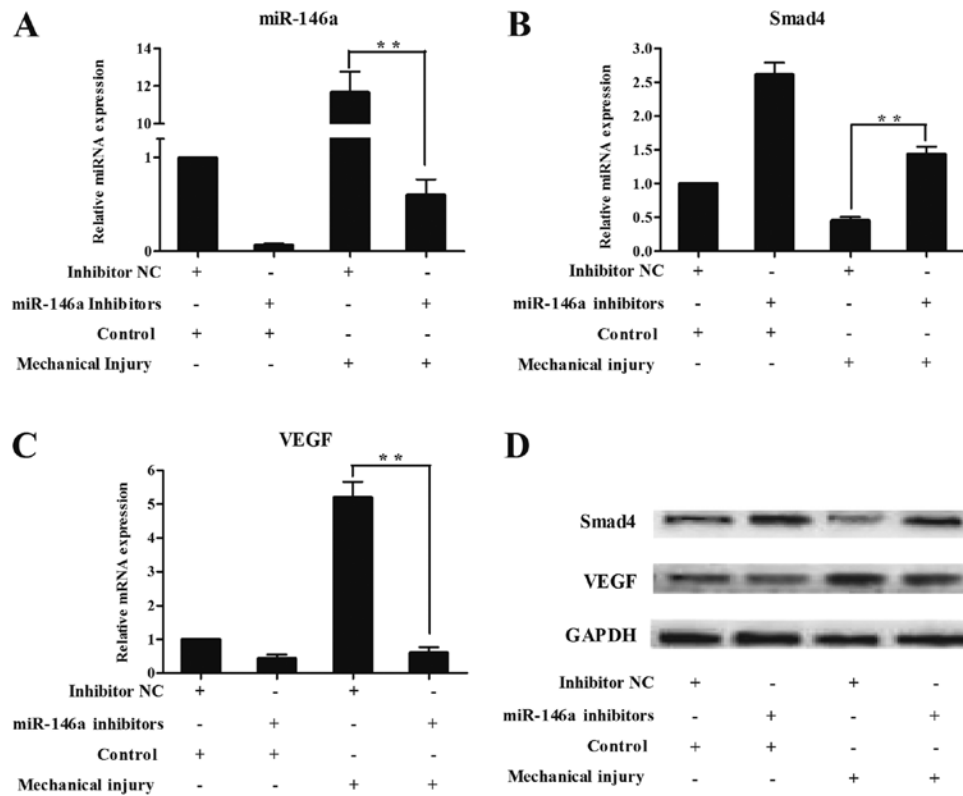 A
miR-146a
Relative miRNA expression
14
12
10
1
0
* *
Inhibitor NC + - + -
miR-146a Inhibitors - + - +
Control + + - -
Mechanical Injury - - + +
B
Smad4
Relative miRNA expression
3.0
2.5
2.0
1.5
1.0
0.5
0.0
* *
Inhibitor NC + - + -
miR-146a inhibitors - + - +
Control + + - -
Mechanical injury - - + +
C
VEGF
Relative mRNA expression
6
5
4
3
2
1
0
* *
Inhibitor NC + - + -
miR-146a inhibitors - + - +
Control + + - -
Mechanical injury - - + +
D
Smad4
VEGF
GAPDH
Inhibitor NC + - + -
miR-146a inhibitors - + - +
Control + + - -
Mechanical injury - - + +